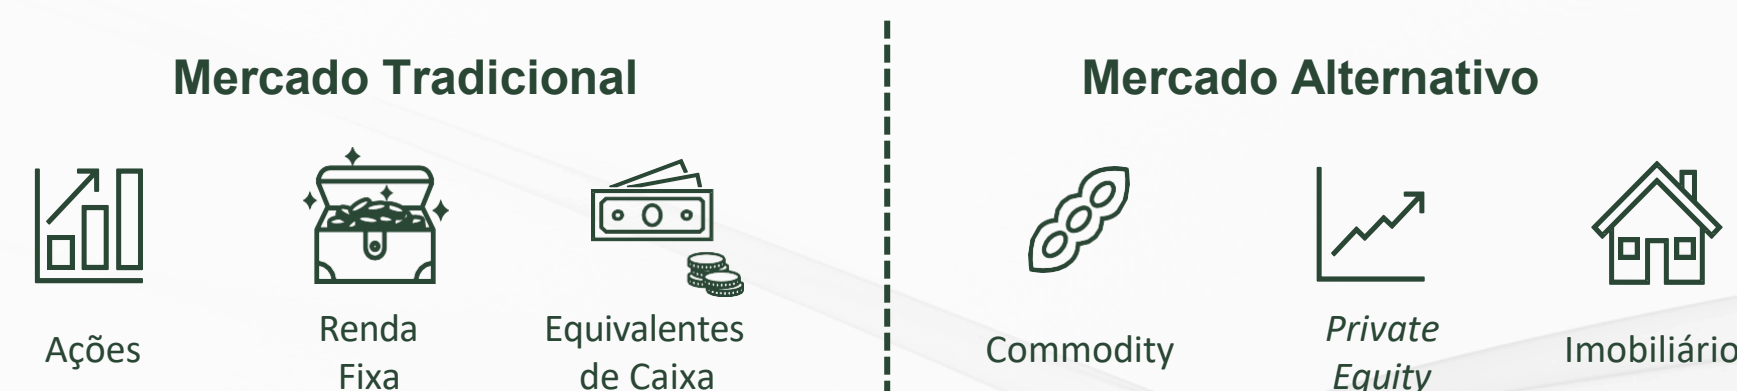 Mercado Tradicional
Ações
Renda
Fixa
Equivalentes
de Caixa
Mercado Alternativo
Commodity
Private
Equity
Imobiliário